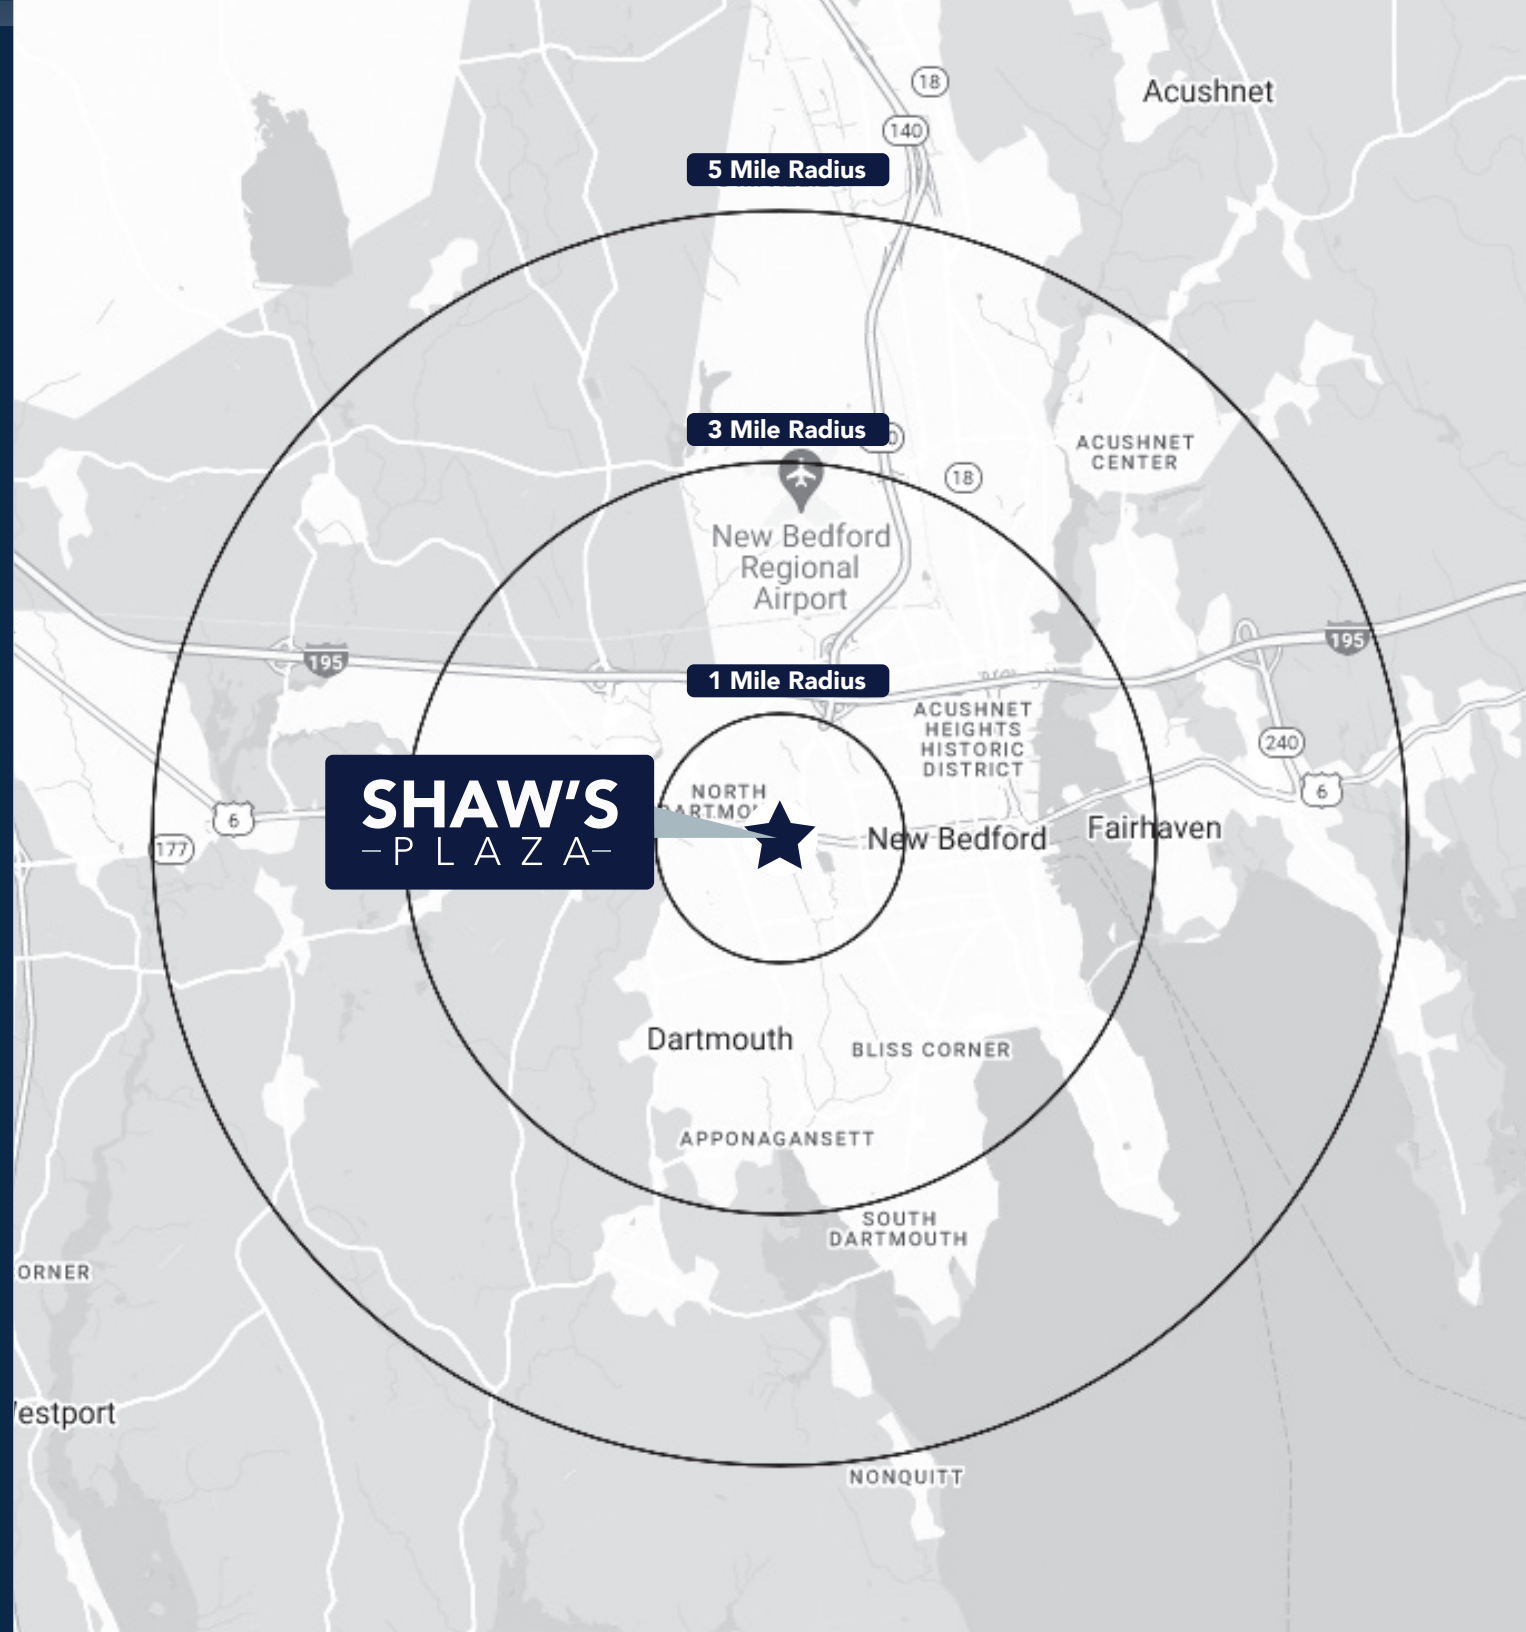 18
Acushnet
140
5 Mile Radius
3 Mile Radius
ACUSHNET
CENTER
18
New Bedford
Regional
Airport
195
195
1 Mile Radius
ACUSHNET
HEIGHTS
HISTORIC
DISTRICT
240
NORTH
SHAW'S
–PLAZA–
6
6
177
New Bedford
Fairhaven
Dartmouth
BLISS CORNER
APPONAGANSETT
SOUTH
DARTMOUTH
ORNER
estport
NONQUITT